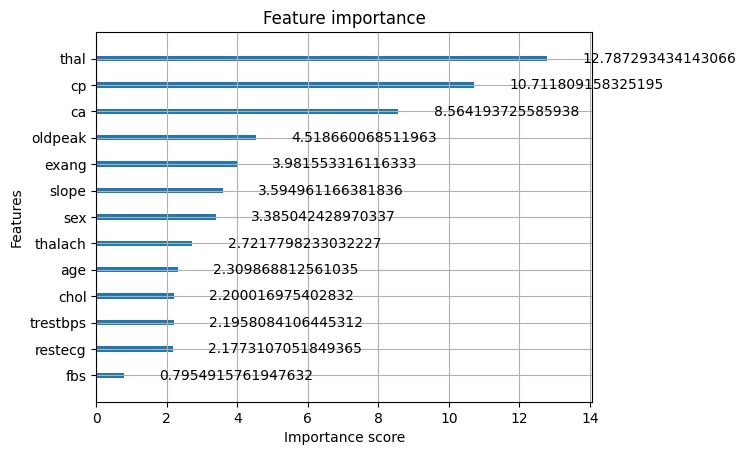 Feature importance
thal 12.787293434143066
cp 10.711809158325195
ca 8.564193725585938
oldpeak 4.518660068511963
exang 3.981553316116333
slope 3.594961166381836
sex 3.385042428970337
thalach 2.7217798233032227
age 2.309868812561035
chol 2.200016975402832
trestbps 2.1958084106445312
restecg 2.1773107051849365
fbs 0.7954915761947632
Features
0 2 4 6 8 10 12 14
Importance score